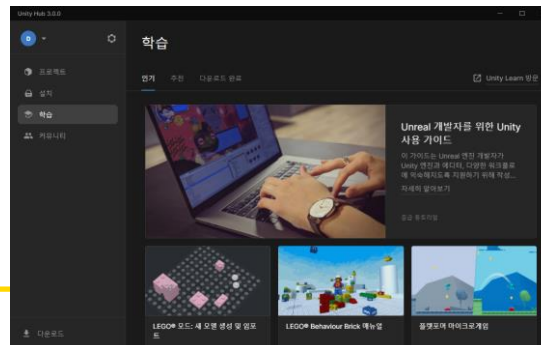 Unity Hub 3.0.0
D
프로젝트
설치
학습
커뮤니티
다운로드
학습
인기
추천
다운로드 완료
Unity Learn 방문
Unreal 개발자를 위한 Unity
사용 가이드
이 가이드는 Unreal 엔진 개발자가
Unity 엔진과 에디터, 다양한 워크플로
에 익숙해지도록 지원하기 위해 작성...
자세히 알아보기
중급 튜토리얼
LEGO® 모드: 새 모델 생성 및 임포
트
LEGO® Behaviour Brick 매뉴얼
플랫포머 마이크로게임